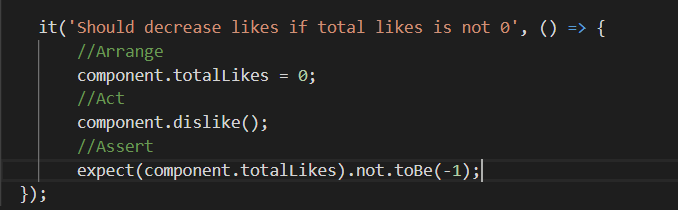 it('Should decrease likes if total likes is not 0', () => {
//Arrange
component.totalLikes = 0;
//Act
component.dislike();
//Assert
expect(component.totalLikes).not.toBe(-1);
});